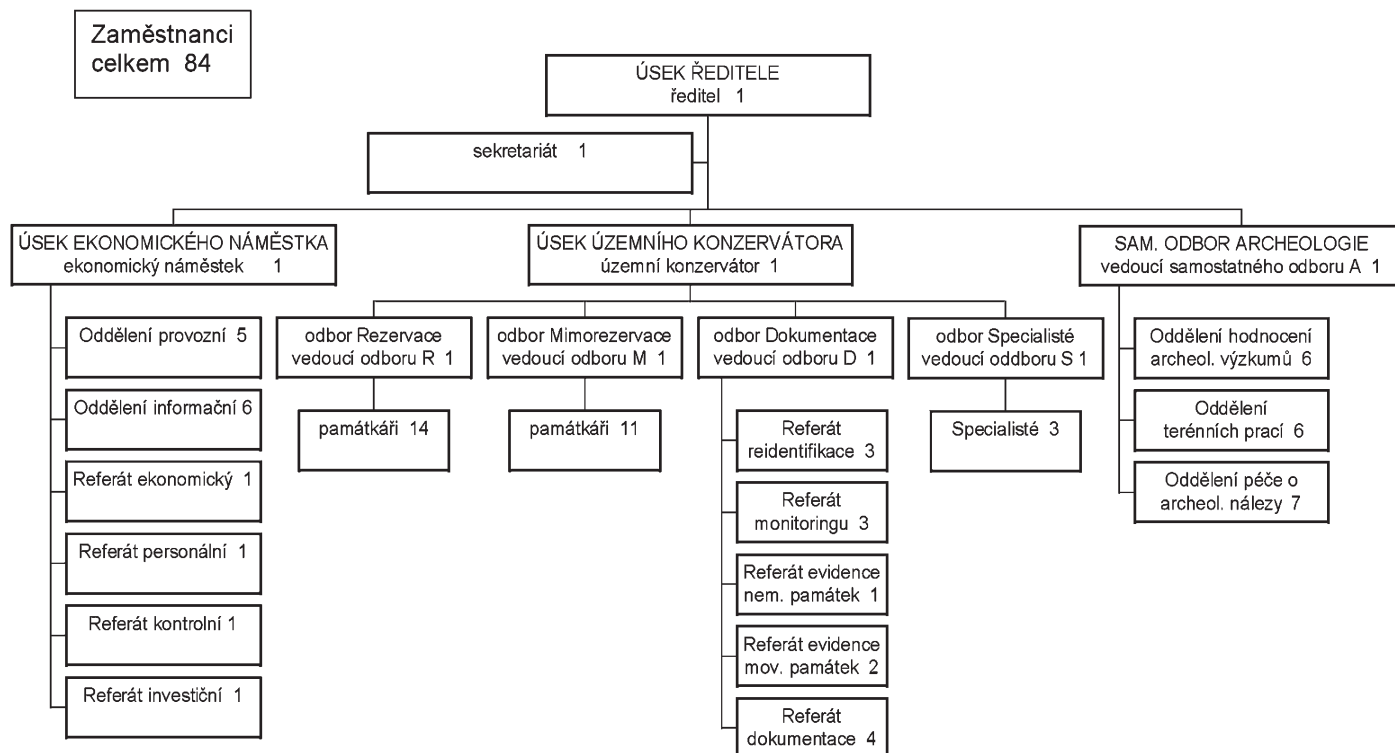 Zaměstnanci
celkem 84
ÚSEK ŘEDITELE
ředitel 1
sekretariát 1
ÚSEK EKONOMICKÉHO NÁMĚSTKA
ekonomický náměstek 1
ÚSEK ÚZEMNÍHO KONZERVÁTORA
územní konzervátor 1
SAM. ODBOR ARCHEOLOGIE
vedoucí samostatného odboru A 1
Oddělení provozní 5
Oddělení informační 6
Referát ekonomický 1
Referát personální 1
Referát kontrolní 1
Referát investiční 1
odbor Rezervace
vedoucí odboru R 1
památkáři 14
odbor Mimorezervace
vedoucí odboru M 1
památkáři 11
odbor Dokumentace
vedoucí odboru D 1
Referát
reidentifikace 3
Referát
monitoringu 3
Referát evidence
nem. památek 1
Referát evidence
mov. památek 2
Referát
dokumentace 4
odbor Specialisté
vedoucí oddboru S 1
Specialisté 3
Oddělení hodnocení
archeol. výzkumů 6
Oddělení
terénních prací 6
Oddělení péče o
archeol. nálezy 7